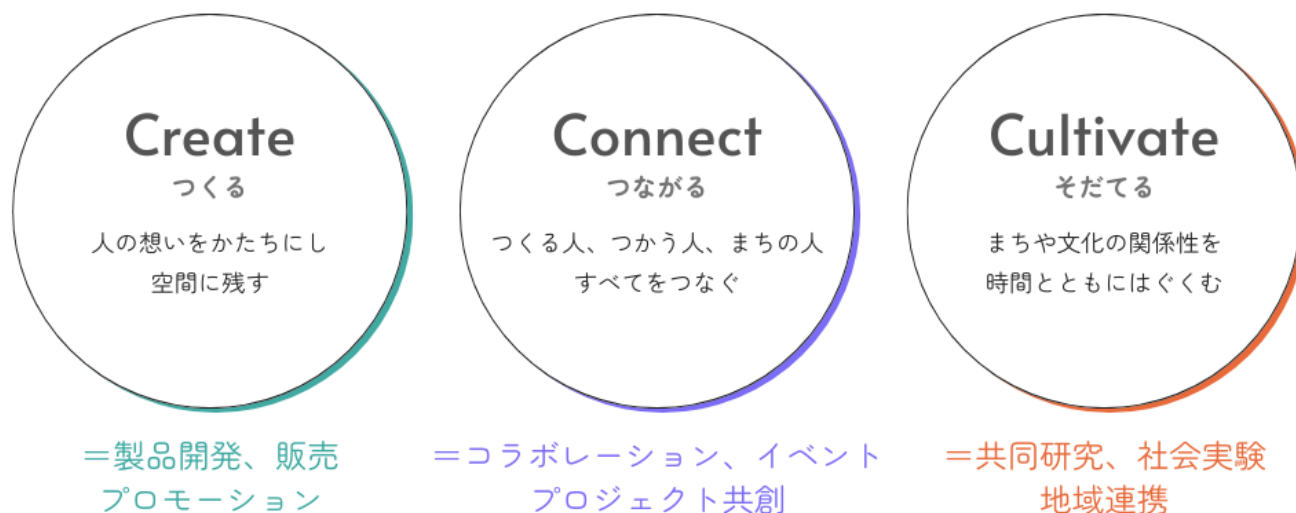 Create
つくる
人の想いをかたちにし
空間に残す
=製品開発、販売
プロモーション
Connect
つながる
つくる人、つかう人、まちの人
すべてをつなぐ
=コラボレーション、イベント
プロジェクト共創
Cultivate
そだてる
まちや文化の関係性を
時間とともにはぐくむ
=共同研究、社会実験
地域連携